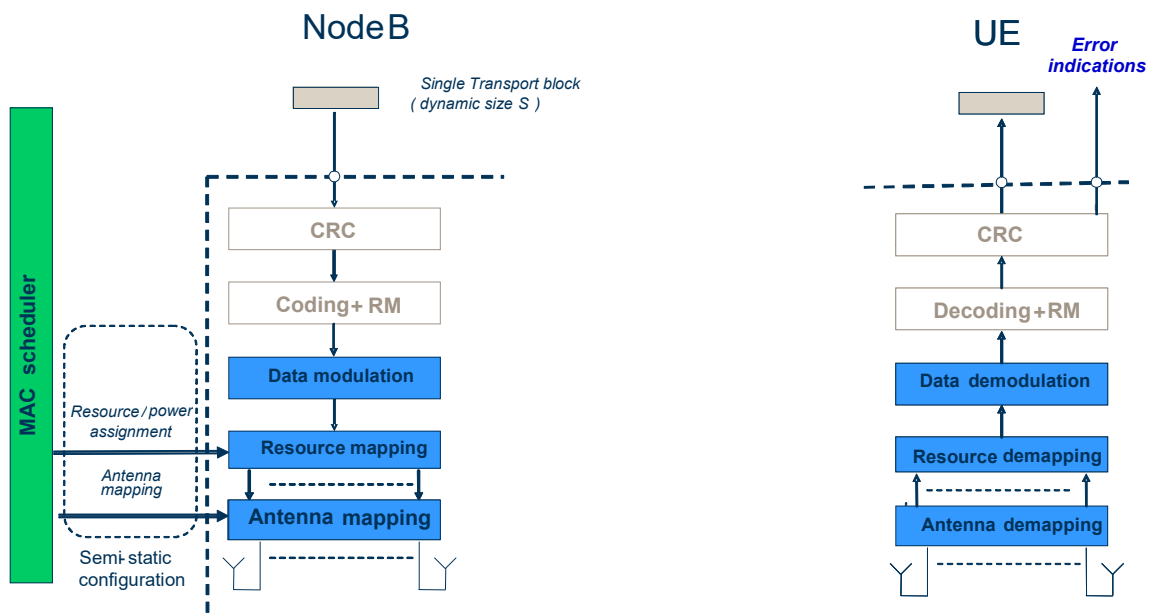 NodeB
UE
Error
indications
Single Transport block
( dynamic size S )
CRC
CRC
Coding+ RM
Decoding+RM
MAC scheduler
Data modulation
Data demodulation
Resource / power
assignment
Resource mapping
Resource demapping
Antenna
mapping
Antenna mapping
Antenna demapping
Semi-static
configuration